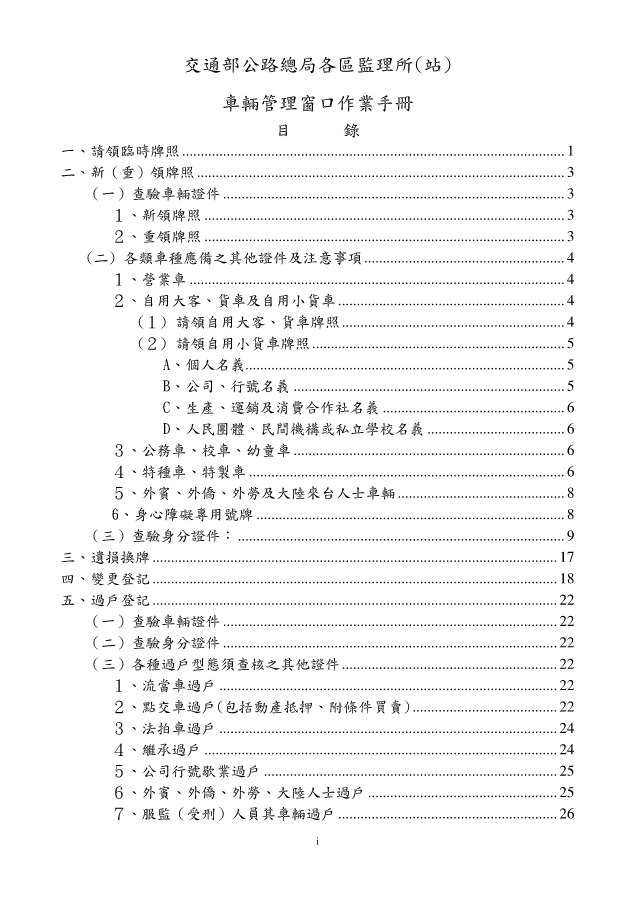 交通部公路總局各區監理所(站)
車輛管理窗口作業手冊
目 錄
一、請領臨時牌照 1
二、新（重）領牌照 3
（一）查驗車輛證件 3
１、新領牌照 3
２、重領牌照 3
（二）各類車種應備之其他證件及注意事項 4
１、營業車 4
２、自用大客、貨車及自用小貨車 4
（１）請領自用大客、貨車牌照 4
（２）請領自用小貨車牌照 5
A、個人名義 5
B、公司、行號名義 5
C、生產、運銷及消費合作社名義 6
D、人民團體、民間機構或私立學校名義 6
３、公務車、校車、幼童車 6
４、特種車、特製車 6
５、外賓、外僑、外勞及大陸來台人士車輛 8
6、身心障礙專用號牌 8
（三）查驗身分證件： 9
三、遺損換牌 17
四、變更登記 18
五、過戶登記 22
（一）查驗車輛證件 22
（二）查驗身分證件 22
（三）各種過戶型態須查核之其他證件 22
１、流當車過戶 22
２、點交車過戶(包括動產抵押、附條件買賣) 22
３、法拍車過戶 24
４、繼承過戶 24
５、公司行號歇業過戶 25
６、外賓、外僑、外勞、大陸人士過戶 25
７、服監（受刑）人員其車輛過戶 26
i